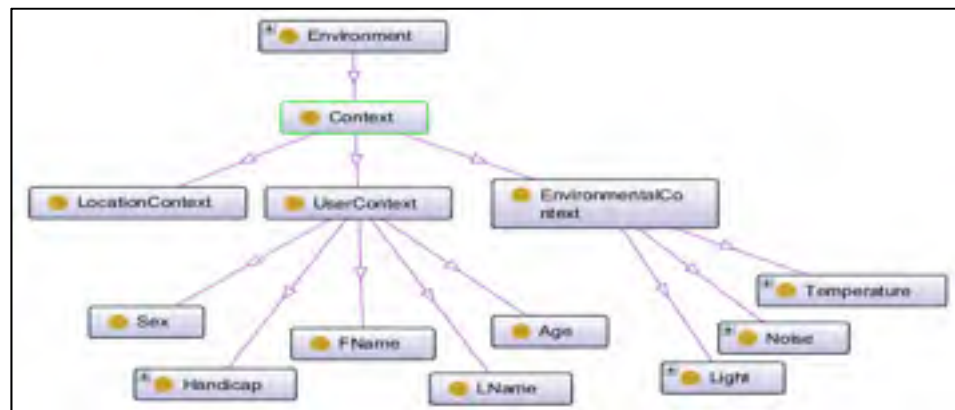 Environment
Context
LocationContext
UserContext
EnvironmentalCo
ntext
Sex
FName
Age
Temperature
Noise
Handicap
LName
Light